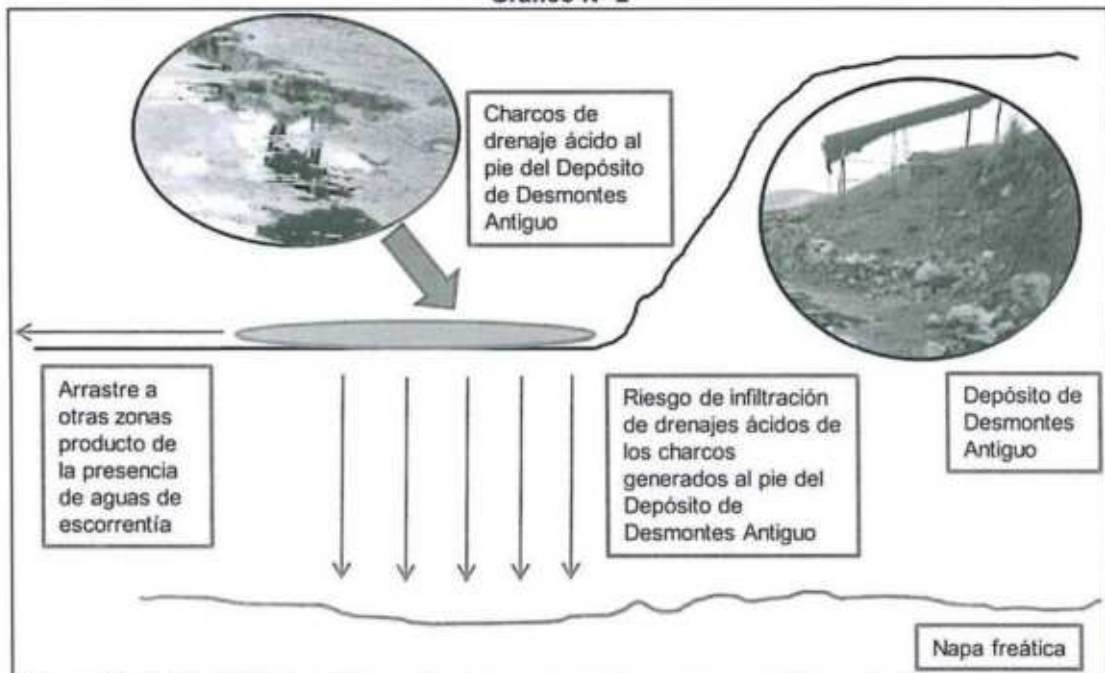 Charcos de
drenaje ácido al
pie del Depósito
de Desmontes
Antiguo
Arrastre a
otras zonas
producto de
la presencia
de aguas de
escorrentía
Riesgo de infiltración
de drenajes ácidos de
los charcos
generados al pie del
Depósito de
Desmontes Antiguo
Depósito de
Desmontes
Antiguo
Napa freática